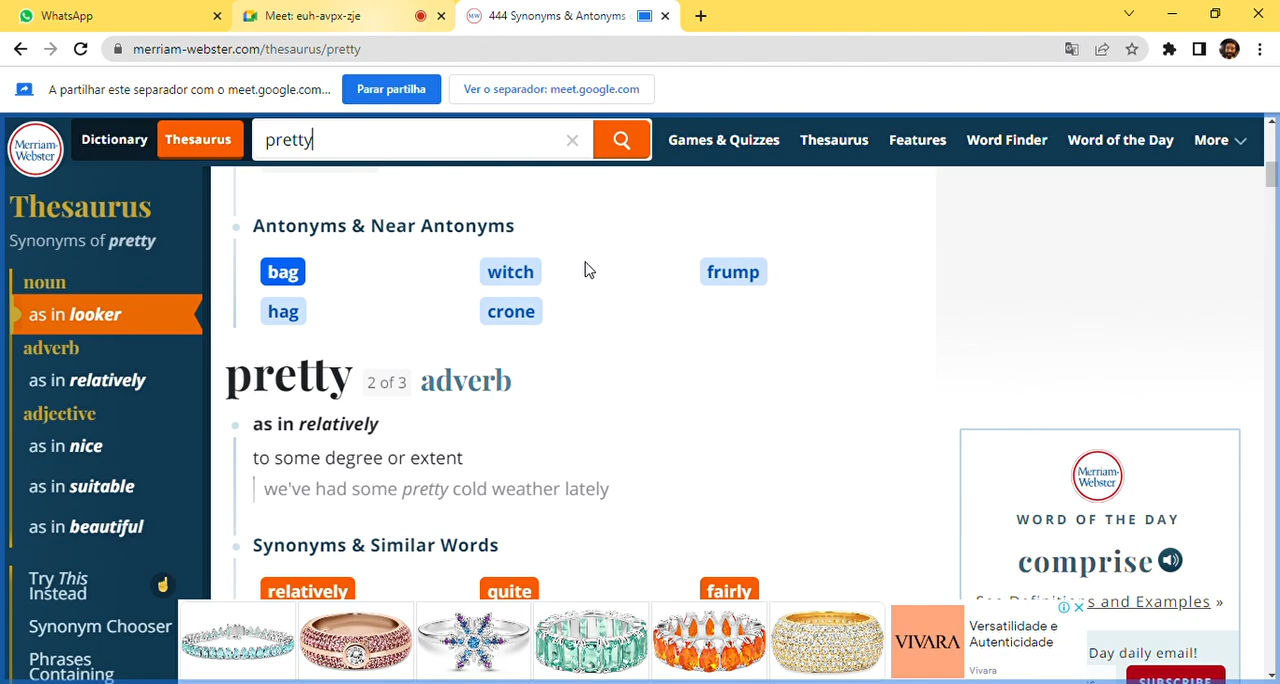 WhatsApp
Meet: euh-avpx-zje
444 Synonyms & Antonyms
merriam-webster.com/thesaurus/pretty
A partilhar este separador com o meet.google.com...
Parar partilha
Ver o separador: meet.google.com
Merriam-
Webster
Dictionary
Thesaurus
pretty
Games & Quizzes
Thesaurus
Features
Word Finder
Word of the Day
More
Thesaurus
Synonyms of pretty
noun
as in looker
adverb
as in relatively
adjective
as in nice
as in suitable
as in beautiful
Try This
Instead
Synonym Chooser
Phrases
Containing
Antonyms & Near Antonyms
bag witch frump
hag crone
pretty 2 of 3 adverb
as in relatively
to some degree or extent
we've had some pretty cold weather lately
Synonyms & Similar Words
relatively quite fairly
Merriam-
Webster
WORD OF THE DAY
comprise
See Definitions and Examples »
Day daily email!
SUBSCRIBE
VIVARA
Versatilidade e
Autenticidade
Vivara